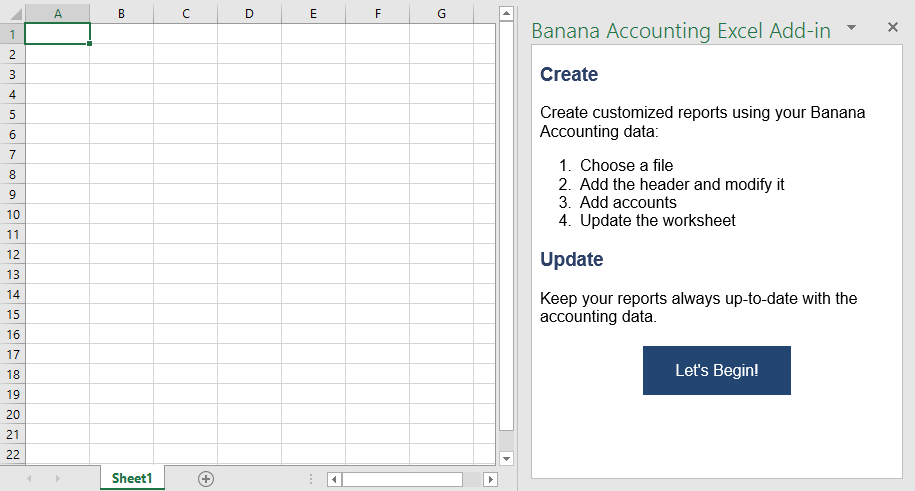 A B C D E F G
1
2
3
4
5
6
7
8
9
10
11
12
13
14
15
16
17
18
19
20
21
22
Sheet1
Banana Accounting Excel Add-in
Create
Create customized reports using your Banana
Accounting data:
1. Choose a file
2. Add the header and modify it
3. Add accounts
4. Update the worksheet
Update
Keep your reports always up-to-date with the
accounting data.
Let's Begin!